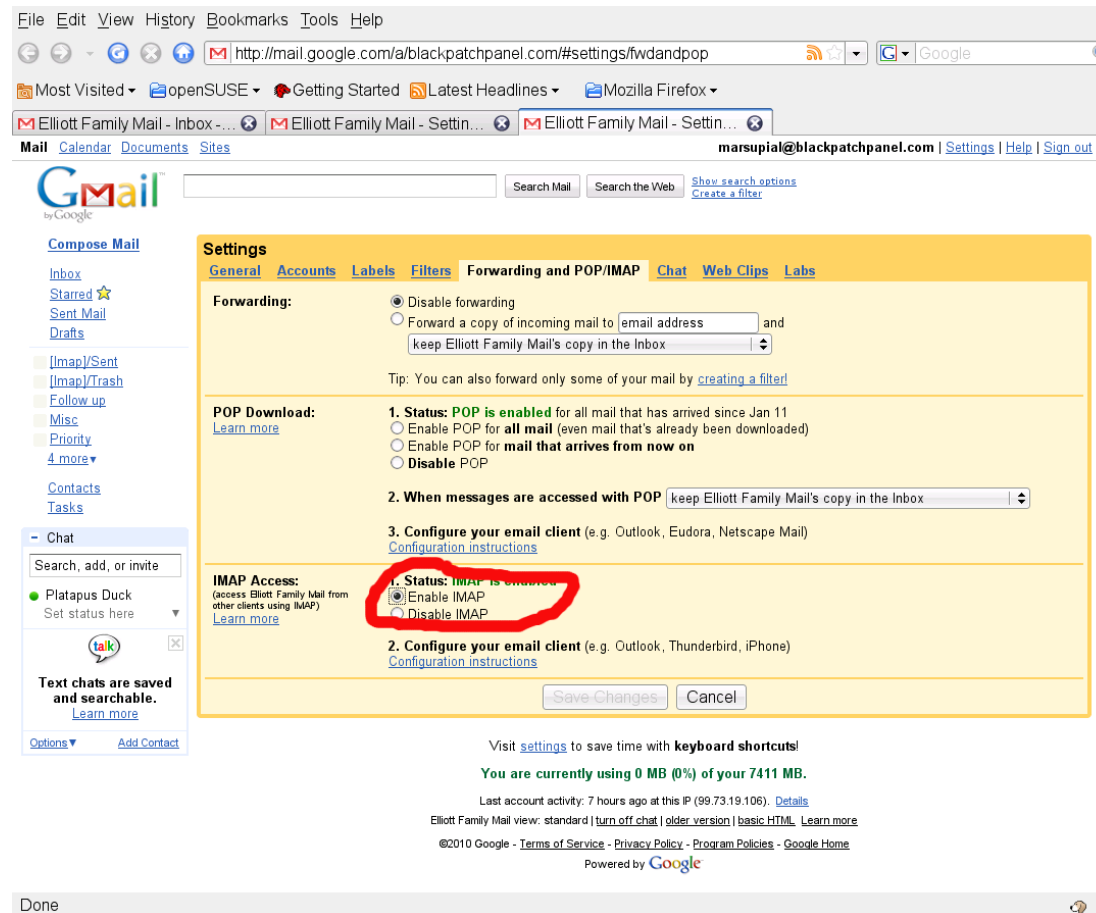 File Edit View History Bookmarks Tools Help
http://mail.google.com/a/blackpatchpanel.com/#settings/fwdandpop G Google
Most Visited openSUSE Getting Started Latest Headlines Mozilla Firefox
Elliott Family Mail - Inbox -... Elliott Family Mail - Settin... Elliott Family Mail - Settin...
Mail Calendar Documents Sites marsupial@blackpatchpanel.com | Settings | Help | Sign out
Gmail™
by Google
Search Mail Search the Web Show search options
Create a filter
Compose Mail
Inbox
Starred
Sent Mail
Drafts
[Imap]/Sent
[Imap]/Trash
Follow up
Misc
Priority
4 more▼
Contacts
Tasks
− Chat
Search, add, or invite
Platapus Duck
Set status here ▼
talk
Text chats are saved
and searchable.
Learn more
Options▼ Add Contact
Settings
General Accounts Labels Filters Forwarding and POP/IMAP Chat Web Clips Labs
Forwarding: Disable forwarding
Forward a copy of incoming mail to email address and
keep Elliott Family Mail's copy in the Inbox
Tip: You can also forward only some of your mail by creating a filter!
POP Download: 1. Status: POP is enabled for all mail that has arrived since Jan 11
Learn more Enable POP for all mail (even mail that's already been downloaded)
Enable POP for mail that arrives from now on
Disable POP
2. When messages are accessed with POP keep Elliott Family Mail's copy in the Inbox
3. Configure your email client (e.g. Outlook, Eudora, Netscape Mail)
Configuration instructions
IMAP Access: 1. Status: IMAP is enabled
(access Elliott Family Mail from Enable IMAP
other clients using IMAP) Disable IMAP
Learn more
2. Configure your email client (e.g. Outlook, Thunderbird, iPhone)
Configuration instructions
Save Changes Cancel
Visit settings to save time with keyboard shortcuts!
You are currently using 0 MB (0%) of your 7411 MB.
Last account activity: 7 hours ago at this IP (99.73.19.106). Details
Elliott Family Mail view: standard | turn off chat | older version | basic HTML Learn more
©2010 Google - Terms of Service - Privacy Policy - Program Policies - Google Home
Powered by Google
Done